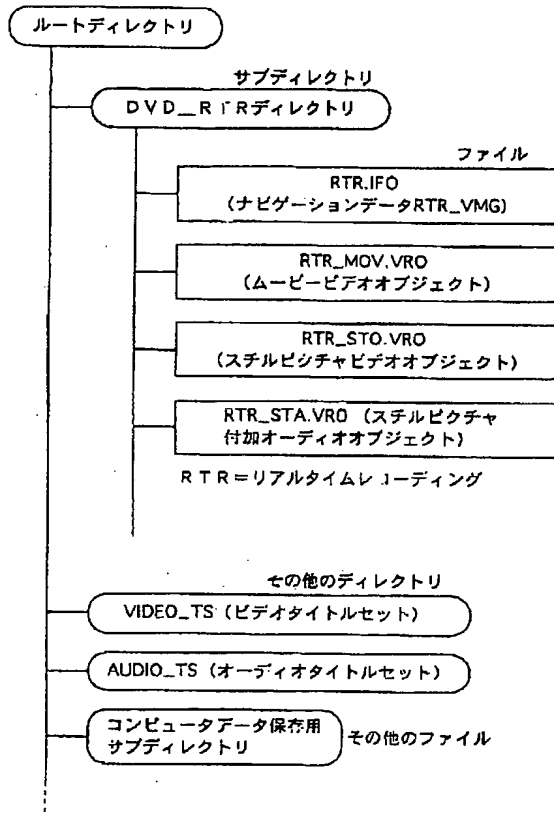 ルートディレクトリ
サブディレクトリ
DVD_RTRディレクトリ
ファイル
RTR.IFO
(ナビゲーションデータRTR_VMG)
RTR_MOV.VRO
(ムービービデオオブジェクト)
RTR_STO.VRO
(スチルピクチャビデオオブジェクト)
RTR_STA.VRO (スチルピクチャ
付加オーディオオブジェクト)
RTR=リアルタイムレコーディング
その他のディレクトリ
VIDEO_TS (ビデオタイトルセット)
AUDIO_TS (オーディオタイトルセット)
コンピュータデータ保存用
サブディレクトリ
その他のファイル